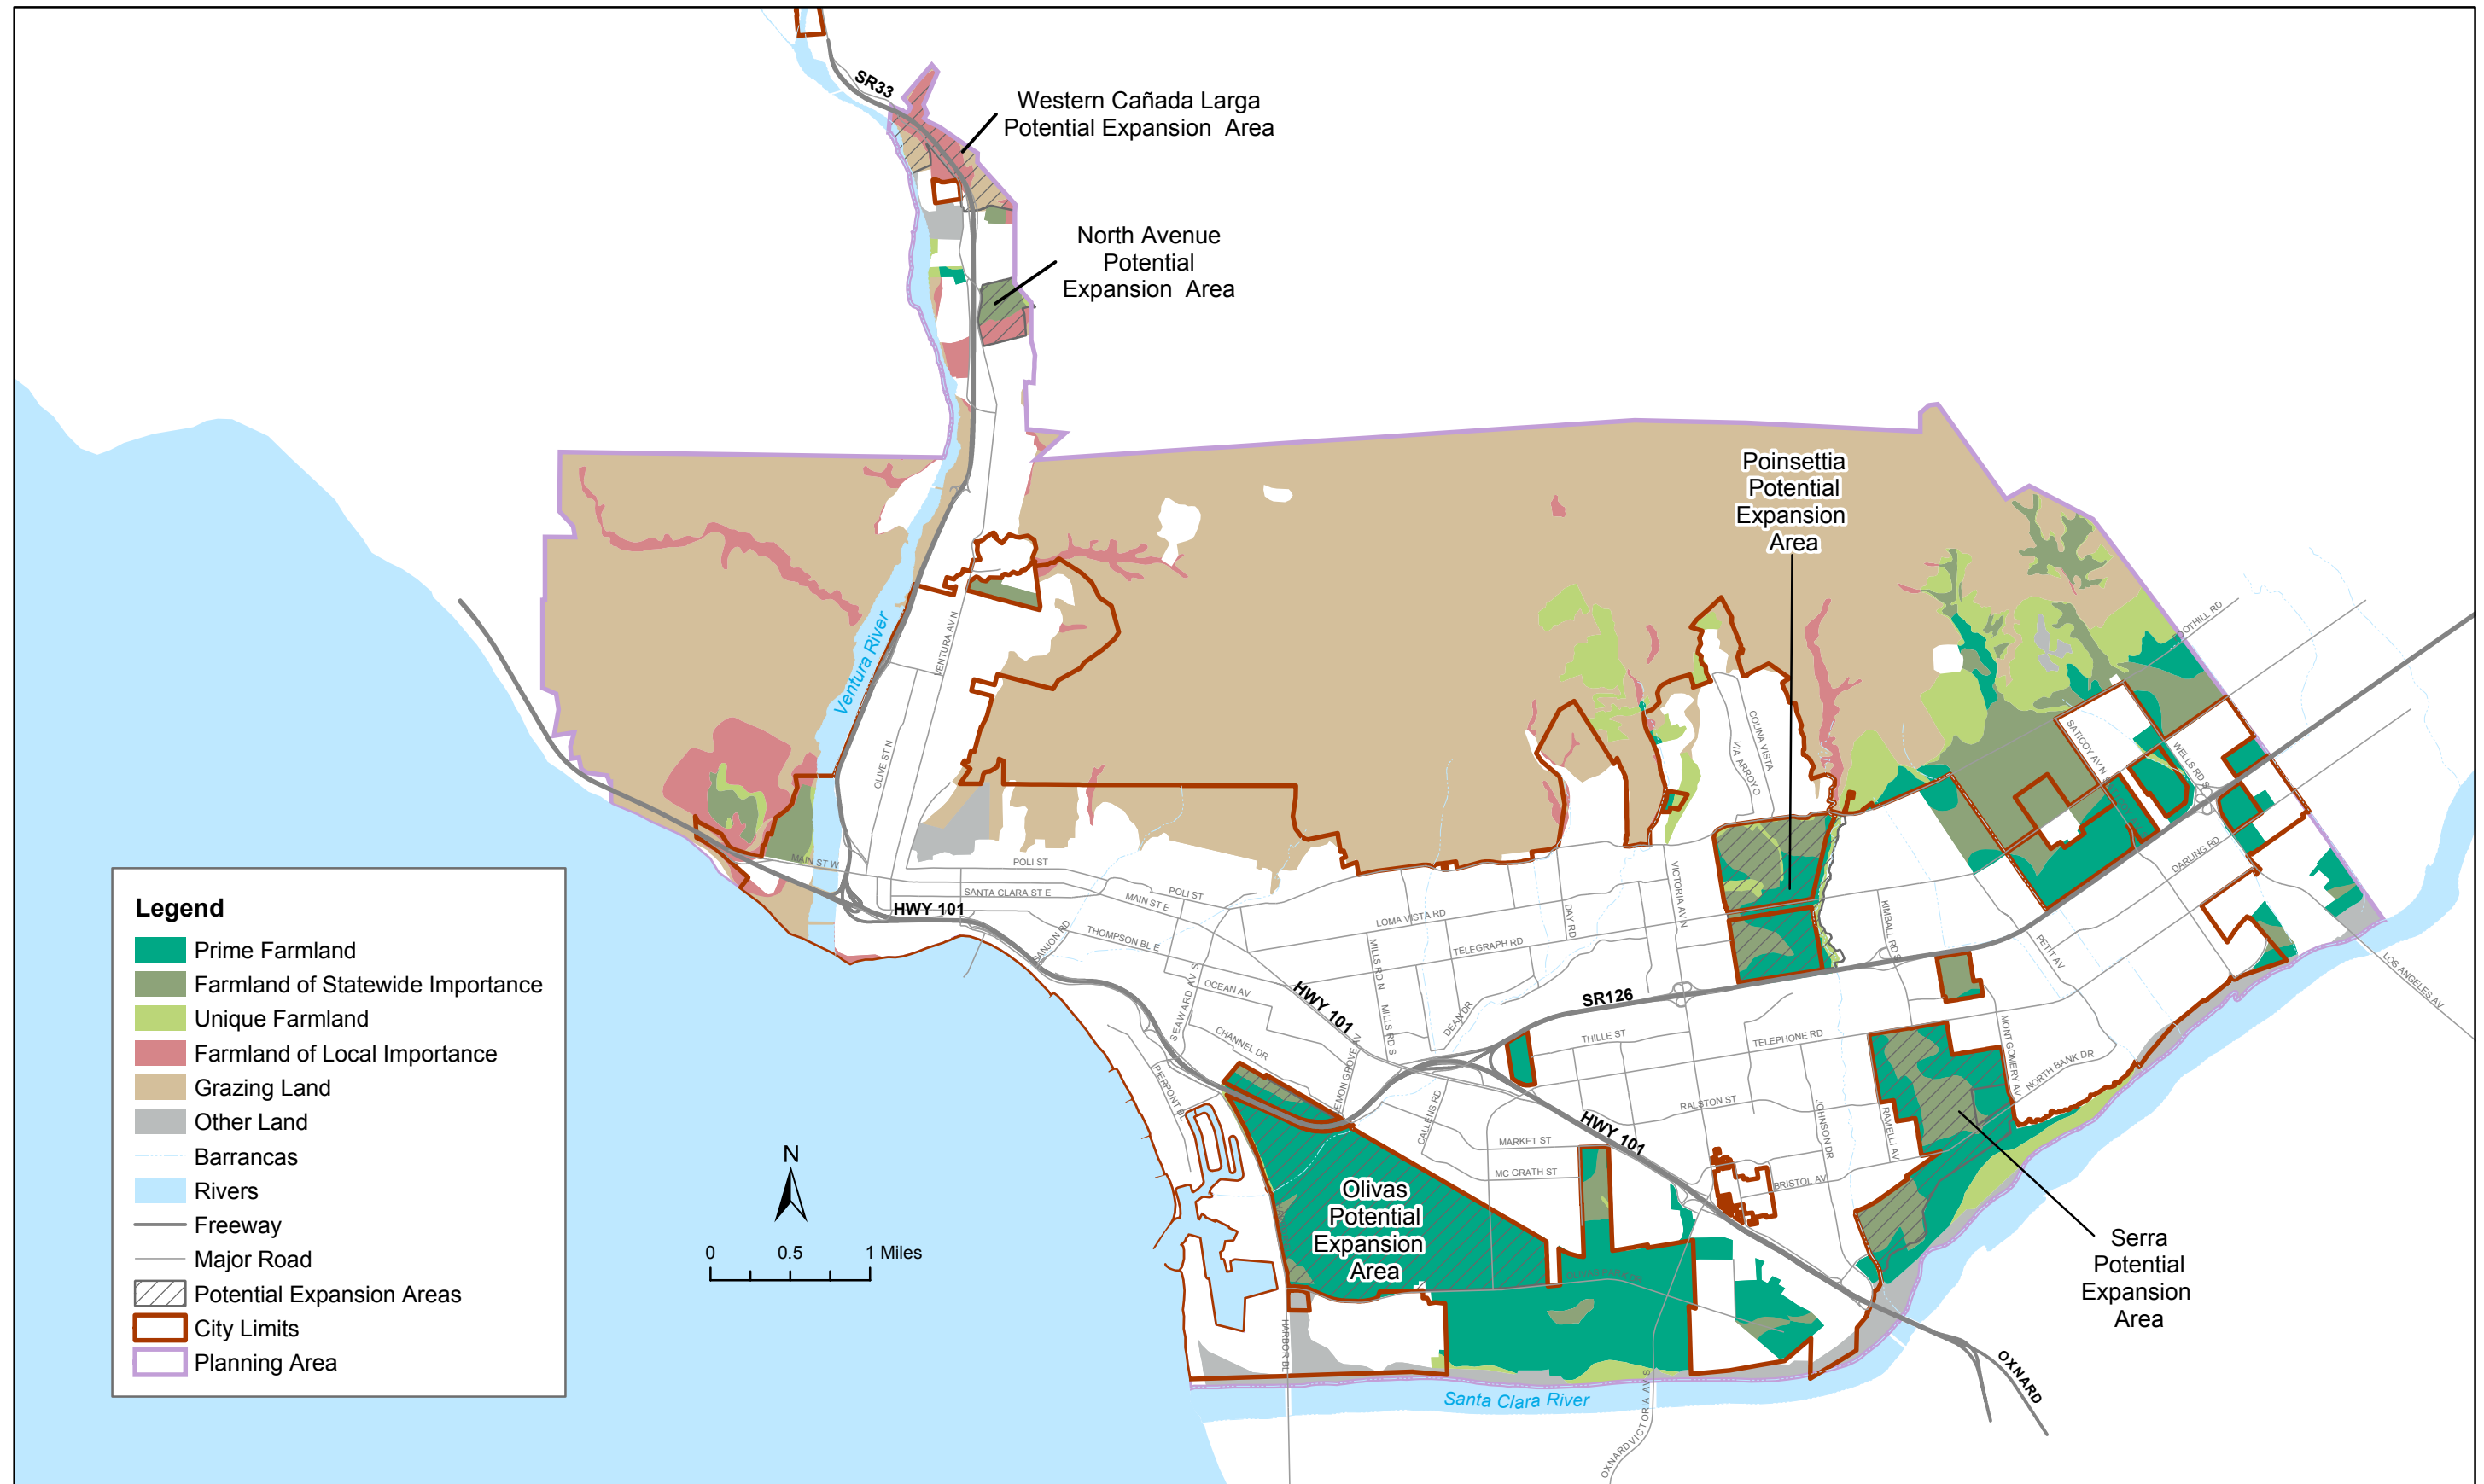 SR33
Western Cañada Larga
Potential Expansion Area
North Avenue
Potential
Expansion Area
Poinsettia
Potential
Expansion
Area
Ventura River
VENTURA AV N
OLIVE ST N
COLINA VISTA
VIA ARROYO
SATICOY AV N
WELLS RD S
DARLING RD
LOS ANGELES AV
MAIN ST W
POLI ST
SANTA CLARA ST E
MAIN ST E
POLI ST
HWY 101
SANJON RD
THOMPSON BL E
SEAWARD AV S
OCEAN AV
CHANNEL DR
PIERPONT BL
LOMA VISTA RD
TELEGRAPH RD
MILLS RD N
MILLS RD S
DAY RD
DEAN DR
VICTORIA AV N
KIMBALL RD S
PETIT AV
HWY 101
SR126
THILLE ST
TELEPHONE RD
MONTGOMERY AV
NORTH BANK DR
CALLENS RD
RALSTON ST
JOHNSON DR
RAMELLI AV
MARKET ST
MC GRATH ST
HWY 101
BRISTOL AV
Olivas
Potential
Expansion
Area
Serra
Potential
Expansion
Area
HARBOR BL
Santa Clara River
OXNARD
VICTORIA AV S
OXNARD
N
0 0.5 1 Miles
Legend
Prime Farmland
Farmland of Statewide Importance
Unique Farmland
Farmland of Local Importance
Grazing Land
Other Land
Barrancas
Rivers
Freeway
Major Road
Potential Expansion Areas
City Limits
Planning Area